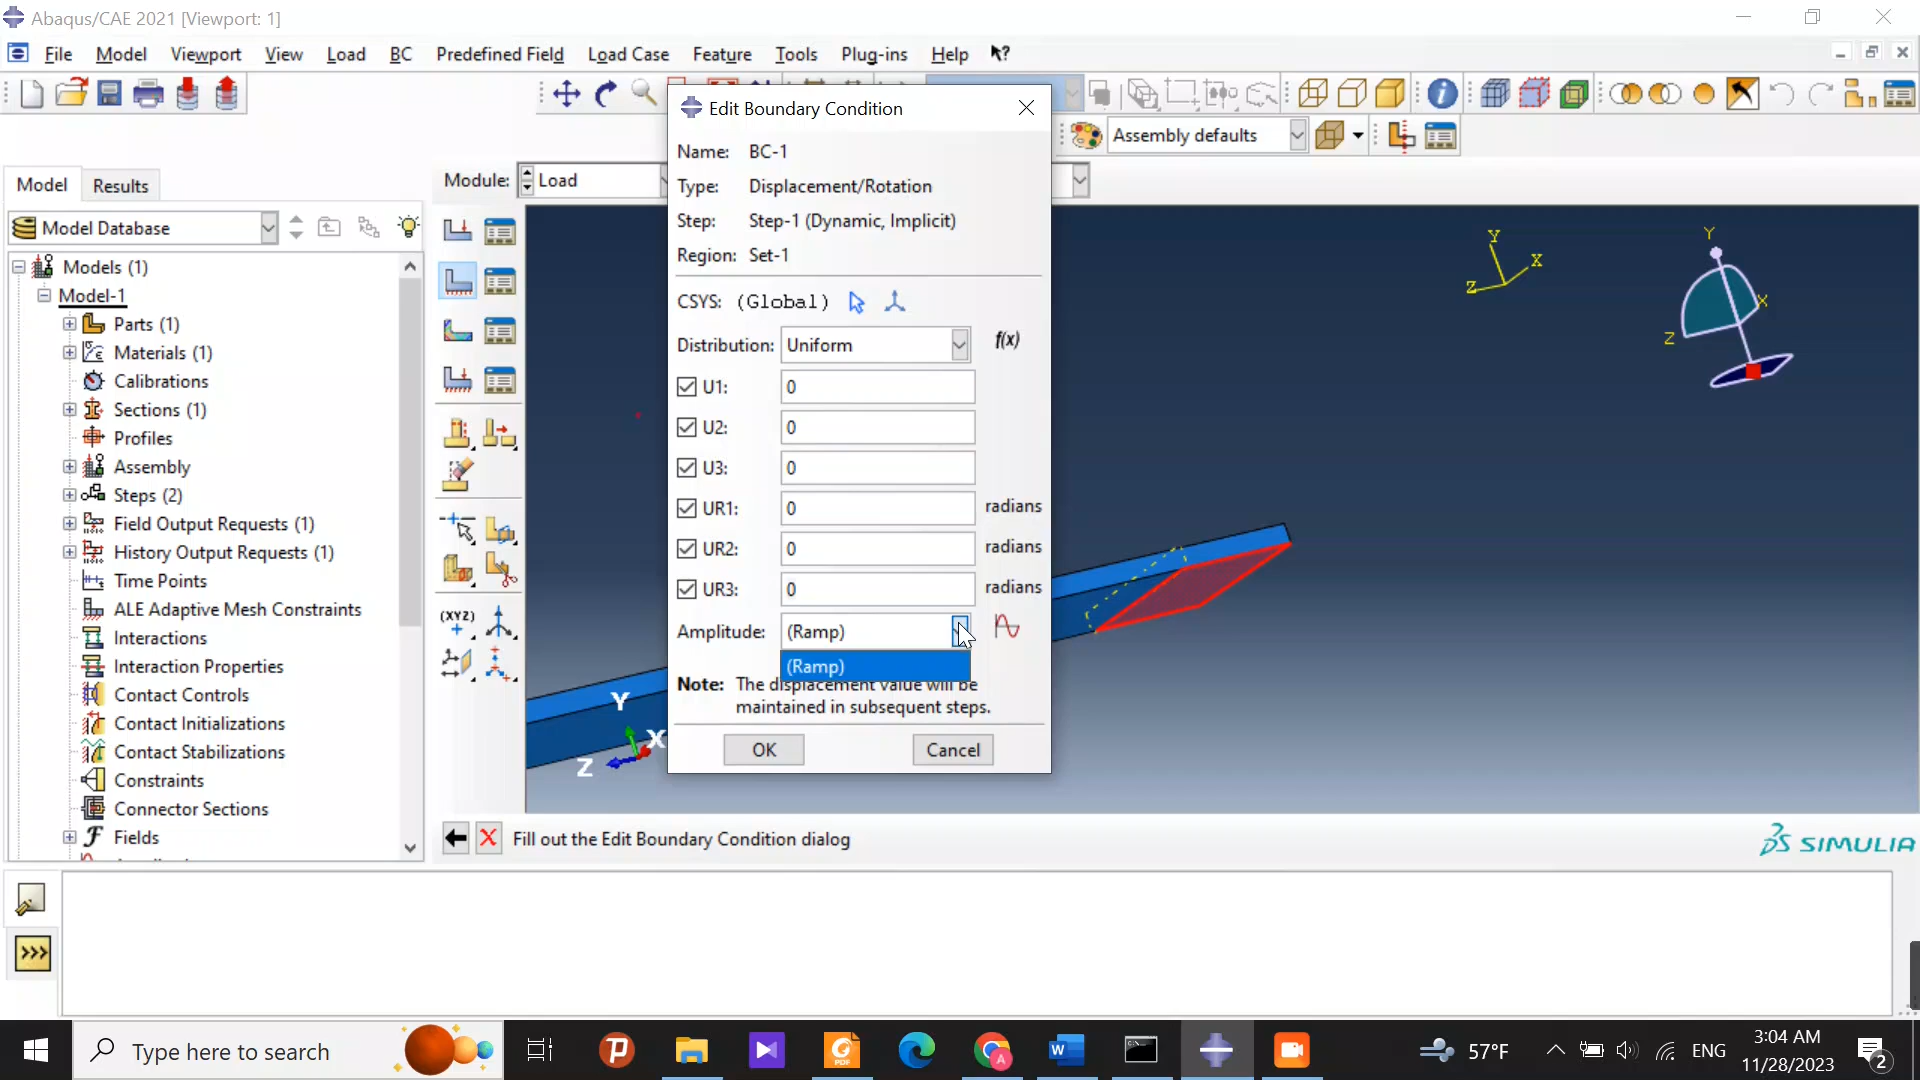 Abaqus/CAE 2021 [Viewport: 1]
File Model Viewport View Load BC Predefined Field Load Case Feature Tools Plug-ins Help
Assembly defaults
Model Results
Module: Load
Model Database
Models (1)
Model-1
Parts (1)
Materials (1)
Calibrations
Sections (1)
Profiles
Assembly
Steps (2)
Field Output Requests (1)
History Output Requests (1)
Time Points
ALE Adaptive Mesh Constraints
Interactions
Interaction Properties
Contact Controls
Contact Initializations
Contact Stabilizations
Constraints
Connector Sections
Fields
(XYZ)
Edit Boundary Condition
Name: BC-1
Type: Displacement/Rotation
Step: Step-1 (Dynamic, Implicit)
Region: Set-1
CSYS: (Global)
Distribution: Uniform f(x)
U1: 0
U2: 0
U3: 0
UR1: 0 radians
UR2: 0 radians
UR3: 0 radians
Amplitude: (Ramp)
(Ramp)
Note: The displacement value will be
maintained in subsequent steps.
OK Cancel
Y
X
Z
Y
X
Z
Y
X
Z
Fill out the Edit Boundary Condition dialog
SIMULIA
>>>
Type here to search
57°F
ENG
3:04 AM
11/28/2023
2